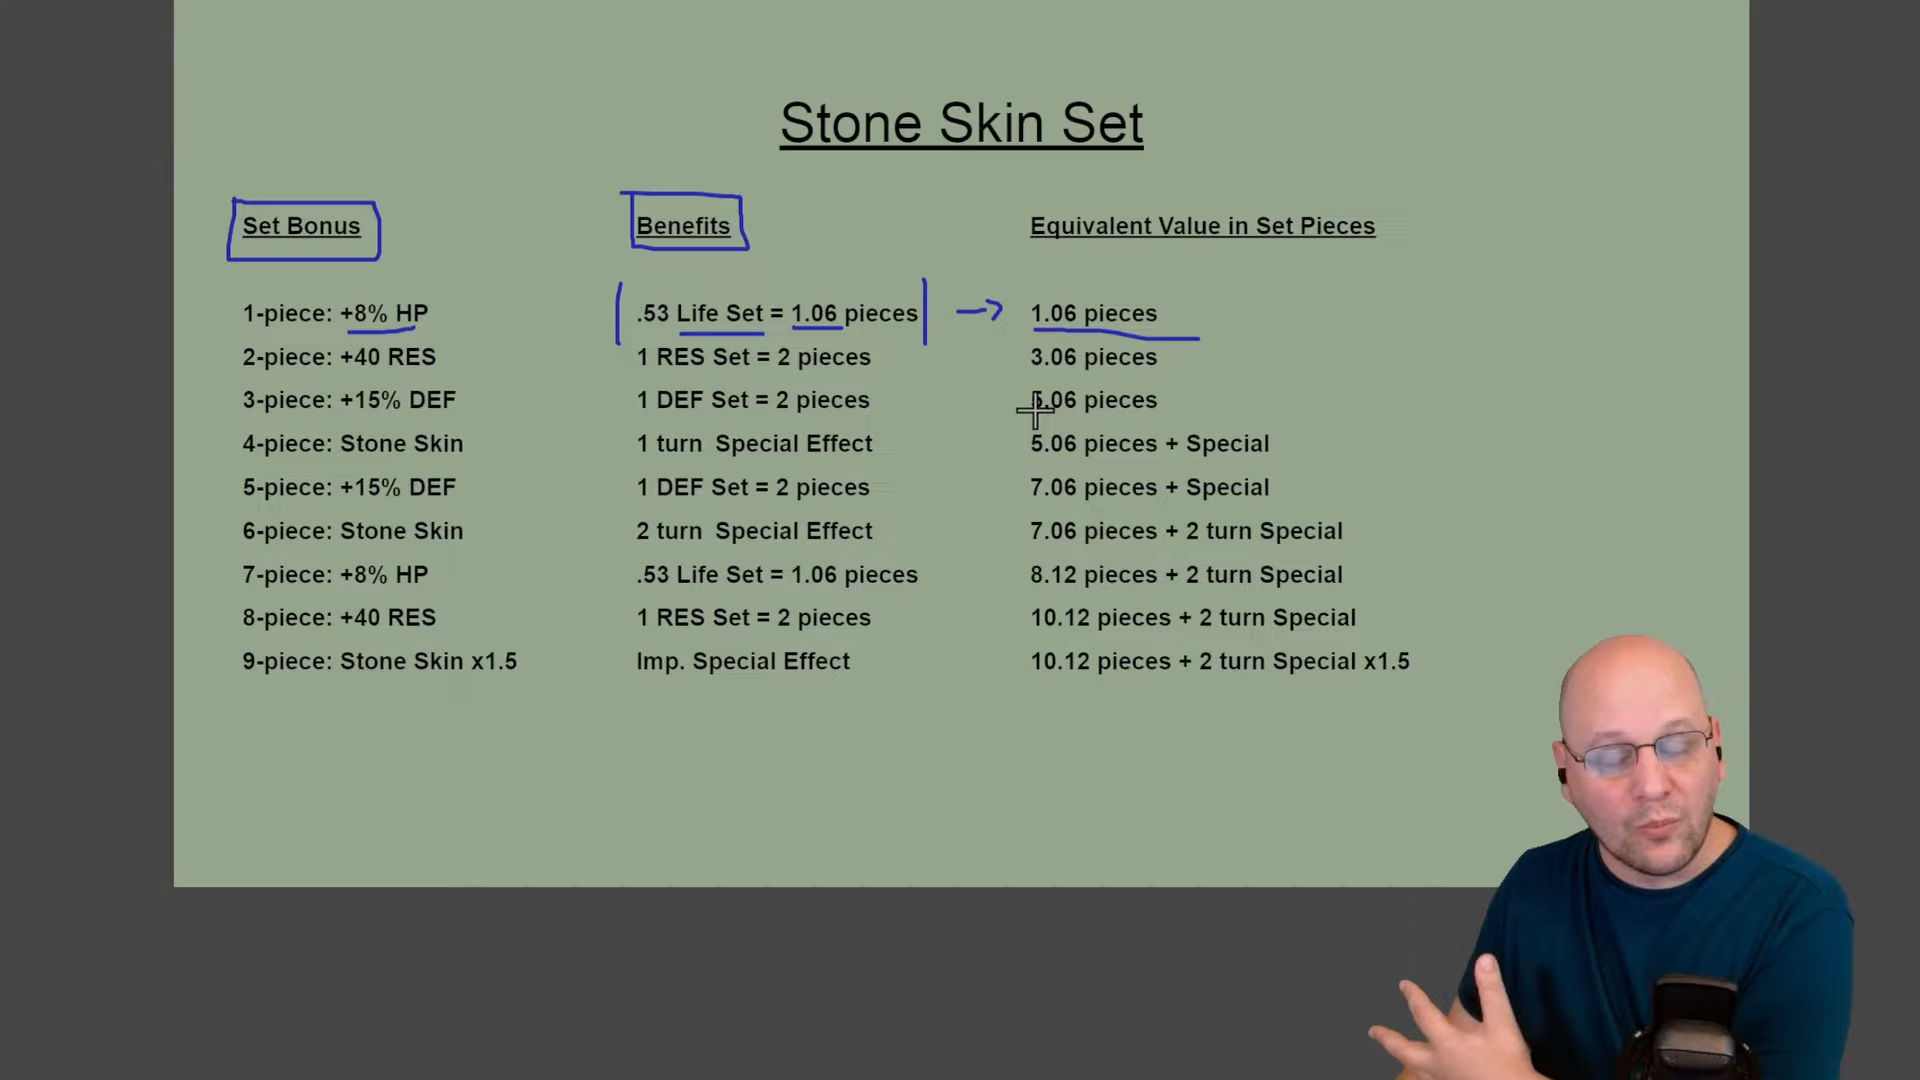 Stone Skin Set
Set Bonus Benefits Equivalent Value in Set Pieces
1-piece: +8% HP .53 Life Set = 1.06 pieces 1.06 pieces
2-piece: +40 RES 1 RES Set = 2 pieces 3.06 pieces
3-piece: +15% DEF 1 DEF Set = 2 pieces 5.06 pieces
4-piece: Stone Skin 1 turn Special Effect 5.06 pieces + Special
5-piece: +15% DEF 1 DEF Set = 2 pieces 7.06 pieces + Special
6-piece: Stone Skin 2 turn Special Effect 7.06 pieces + 2 turn Special
7-piece: +8% HP .53 Life Set = 1.06 pieces 8.12 pieces + 2 turn Special
8-piece: +40 RES 1 RES Set = 2 pieces 10.12 pieces + 2 turn Special
9-piece: Stone Skin x1.5 Imp. Special Effect 10.12 pieces + 2 turn Special x1.5